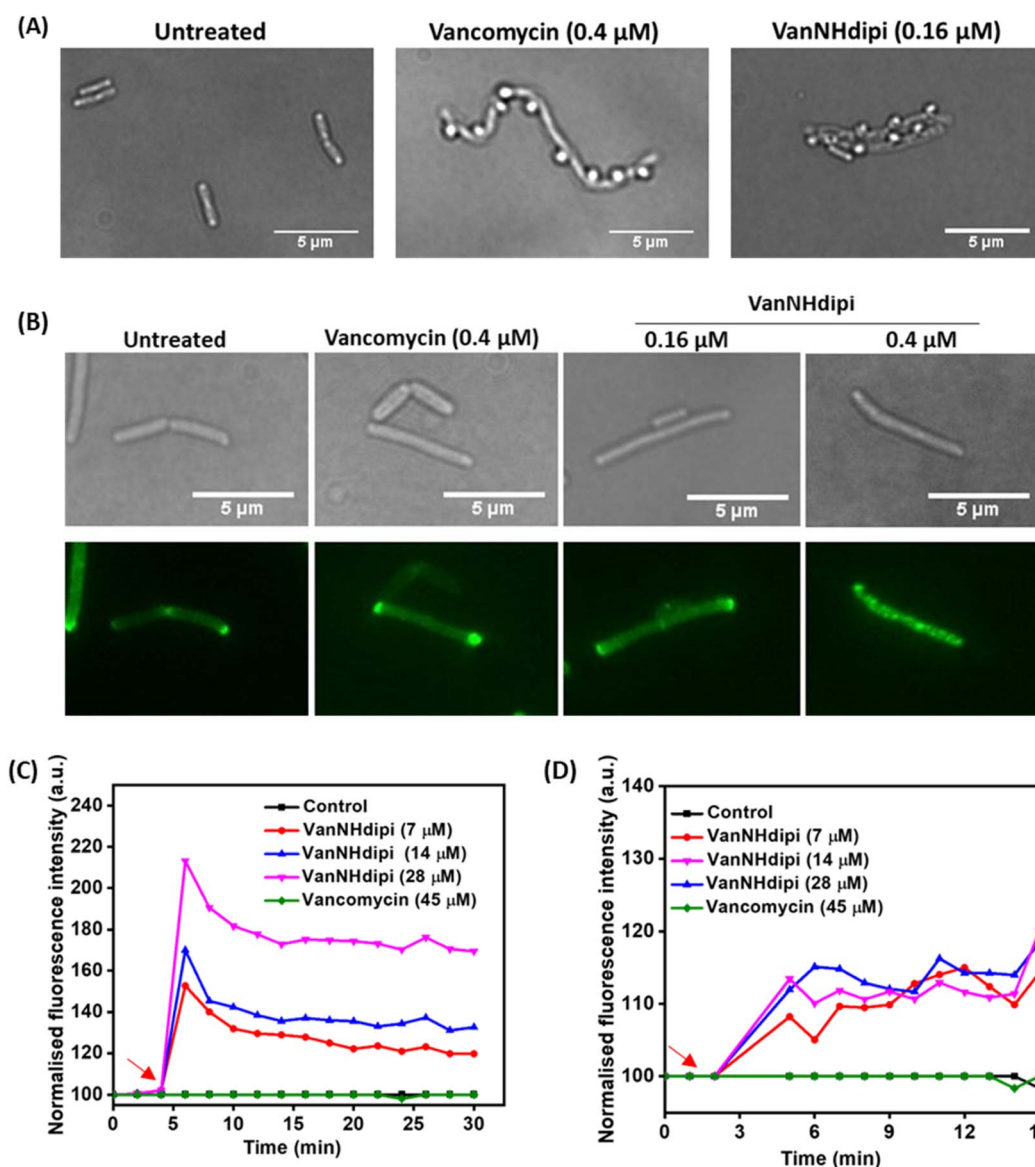 (A)
Untreated
Vancomycin (0.4 µM)
VanNHdipi (0.16 µM)
5 µm
5 µm
5 µm
(B)
VanNHdipi
Untreated
Vancomycin (0.4 µM)
0.16 µM
0.4 µM
5 µm
5 µm
5 µm
5 µm
(C)
Normalised fluorescence intensity (a.u.)
240
220
200
180
160
140
120
100
Control
VanNHdipi (7 µM)
VanNHdipi (14 µM)
VanNHdipi (28 µM)
Vancomycin (45 µM)
0
5
10
15
20
25
30
Time (min)
(D)
Normalised fluorescence intensity (a.u.)
140
130
120
110
100
Control
VanNHdipi (7 µM)
VanNHdipi (14 µM)
VanNHdipi (28 µM)
Vancomycin (45 µM)
0
3
6
9
12
Time (min)